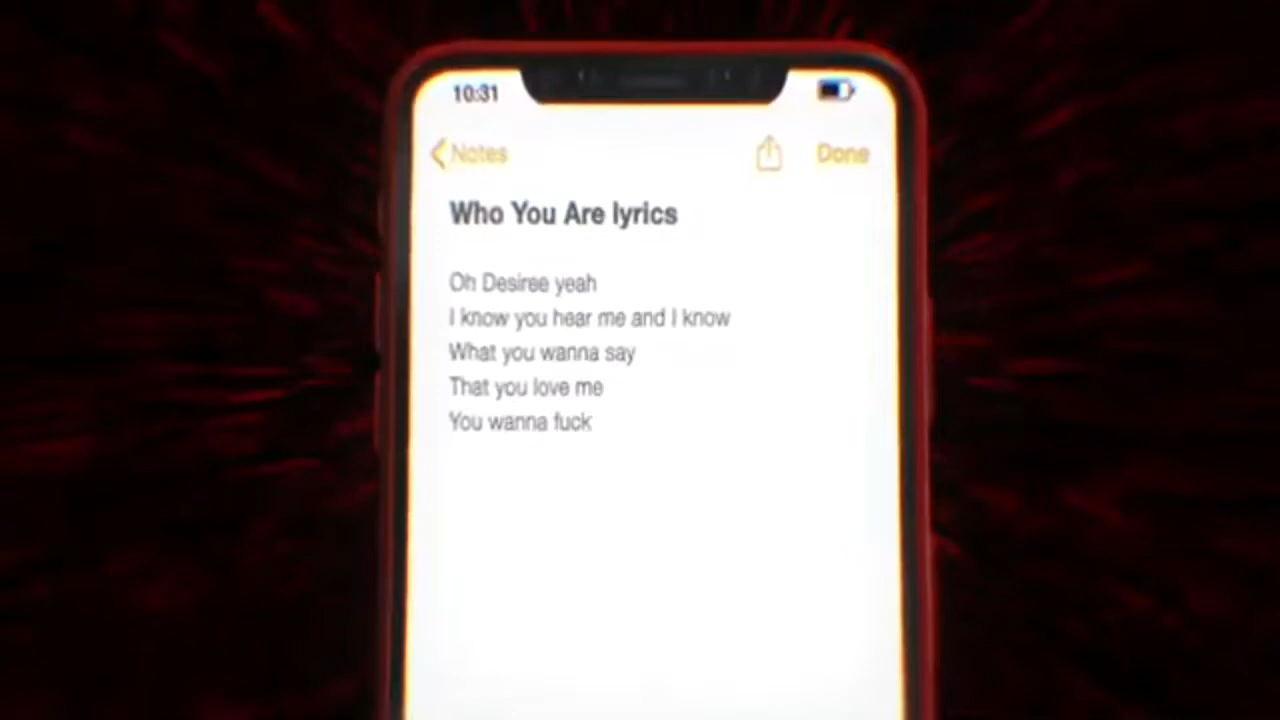 10:31
Notes
Done
Who You Are lyrics
Oh Desiree yeah
I know you hear me and I know
What you wanna say
That you love me
You wanna fuck